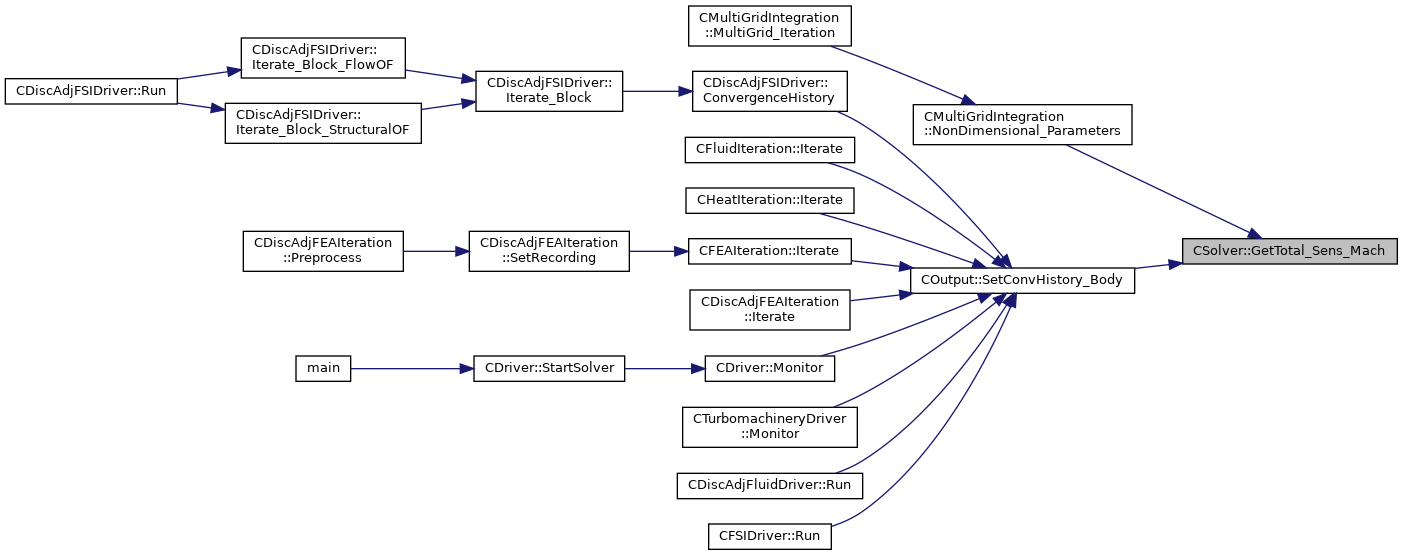 CMultiGridIntegration
::MultiGrid_Iteration
CDiscAdjFSIDriver::
Iterate_Block_FlowOF
CDiscAdjFSIDriver::Run
CDiscAdjFSIDriver::
Iterate_Block_StructuralOF
CDiscAdjFSIDriver::
Iterate_Block
CDiscAdjFSIDriver::
ConvergenceHistory
CMultiGridIntegration
::NonDimensional_Parameters
CFluidIteration::Iterate
CHeatIteration::Iterate
CDiscAdjFEAIteration
::Preprocess
CDiscAdjFEAIteration
::SetRecording
CFEAIteration::Iterate
CSolver::GetTotal_Sens_Mach
COutput::SetConvHistory_Body
CDiscAdjFEAIteration
::Iterate
main
CDriver::StartSolver
CDriver::Monitor
CTurbomachineryDriver
::Monitor
CDiscAdjFluidDriver::Run
CFSIDriver::Run